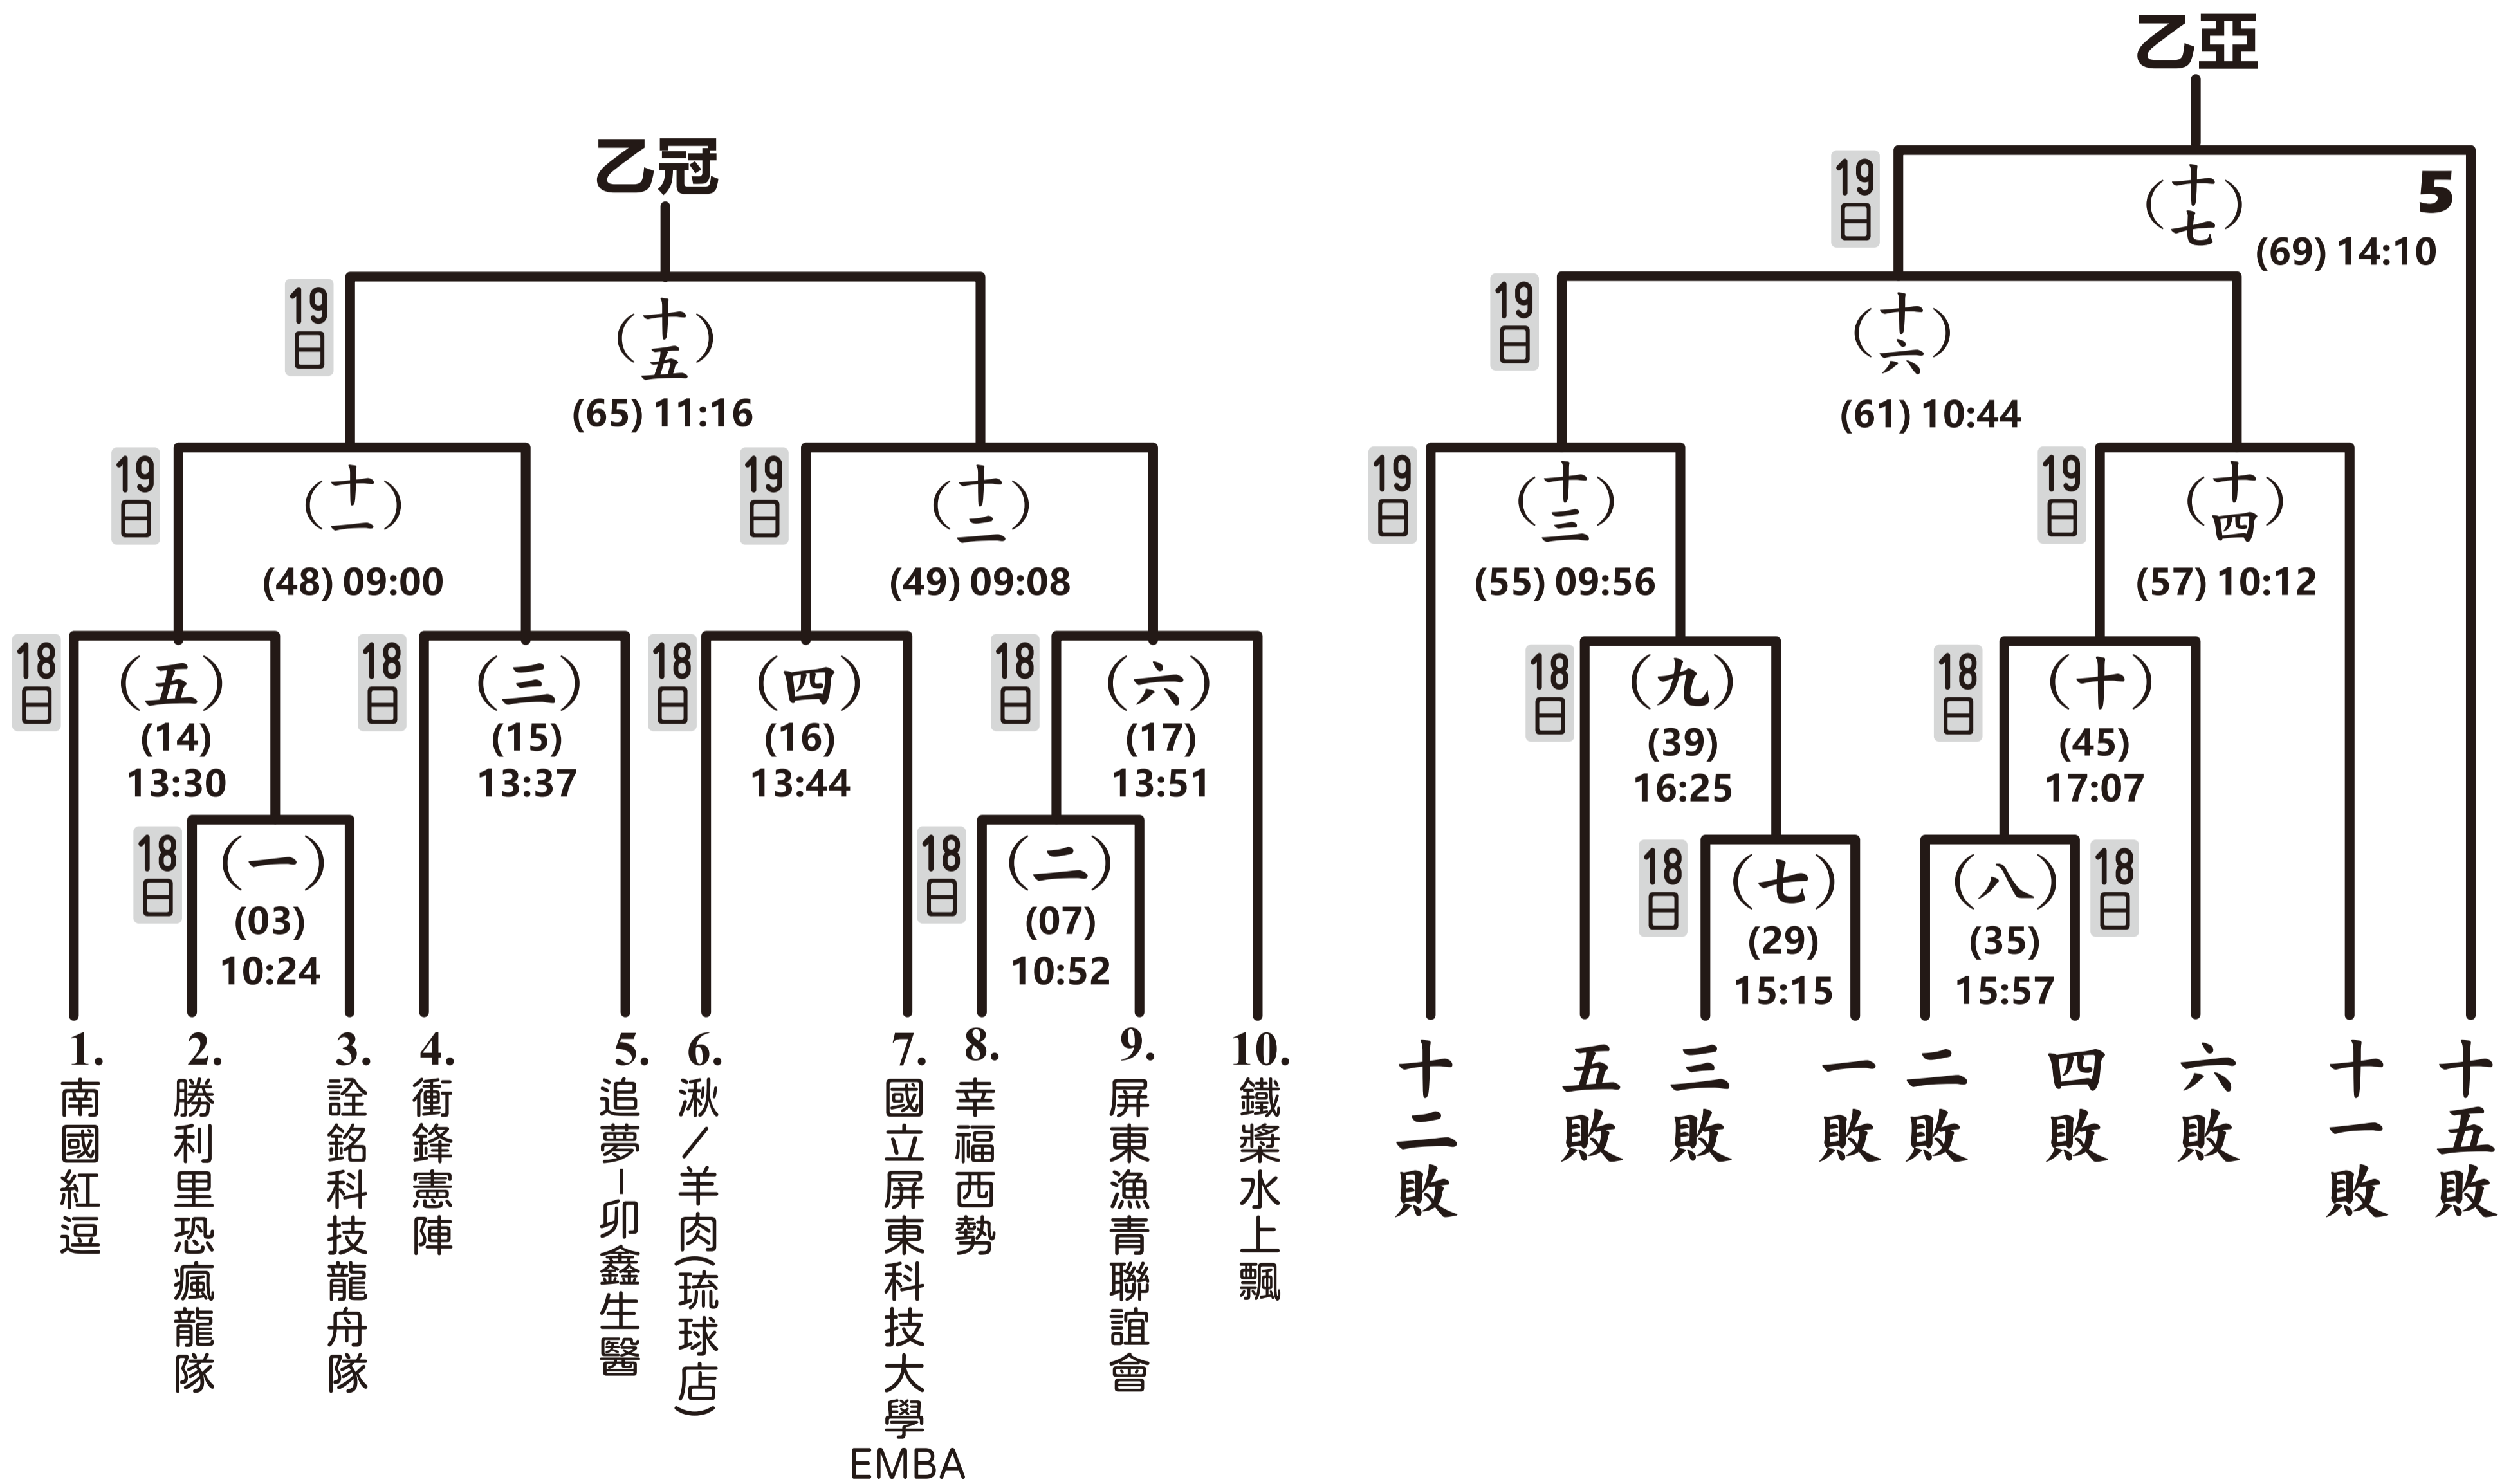 乙冠
19日
(十五)
(65) 11:16
19日
(十一)
(48) 09:00
19日
(十二)
(49) 09:08
18日
(五)
(14)
13:30
18日
(三)
(15)
13:37
18日
(四)
(16)
13:44
18日
(六)
(17)
13:51
18日
(一)
(03)
10:24
18日
(二)
(07)
10:52
1.南國紅逗
2.勝利里恐瘋龍隊
3.詮銘科技龍舟隊
4.衝鋒憲陣
5.追夢–卯鑫生醫
6.湫/羊肉(琉球店)
7.國立屏東科技大學EMBA
8.幸福西勢
9.屏東漁青聯誼會
10.鐵槳水上飄
乙亞
19日
(十七)
5
(69) 14:10
19日
(十六)
(61) 10:44
19日
(十三)
(55) 09:56
19日
(十四)
(57) 10:12
18日
(九)
(39)
16:25
18日
(十)
(45)
17:07
18日
(七)
(29)
15:15
(八)
18日
(35)
15:57
十二敗
五敗
三敗
一敗
二敗
四敗
六敗
十一敗
十五敗